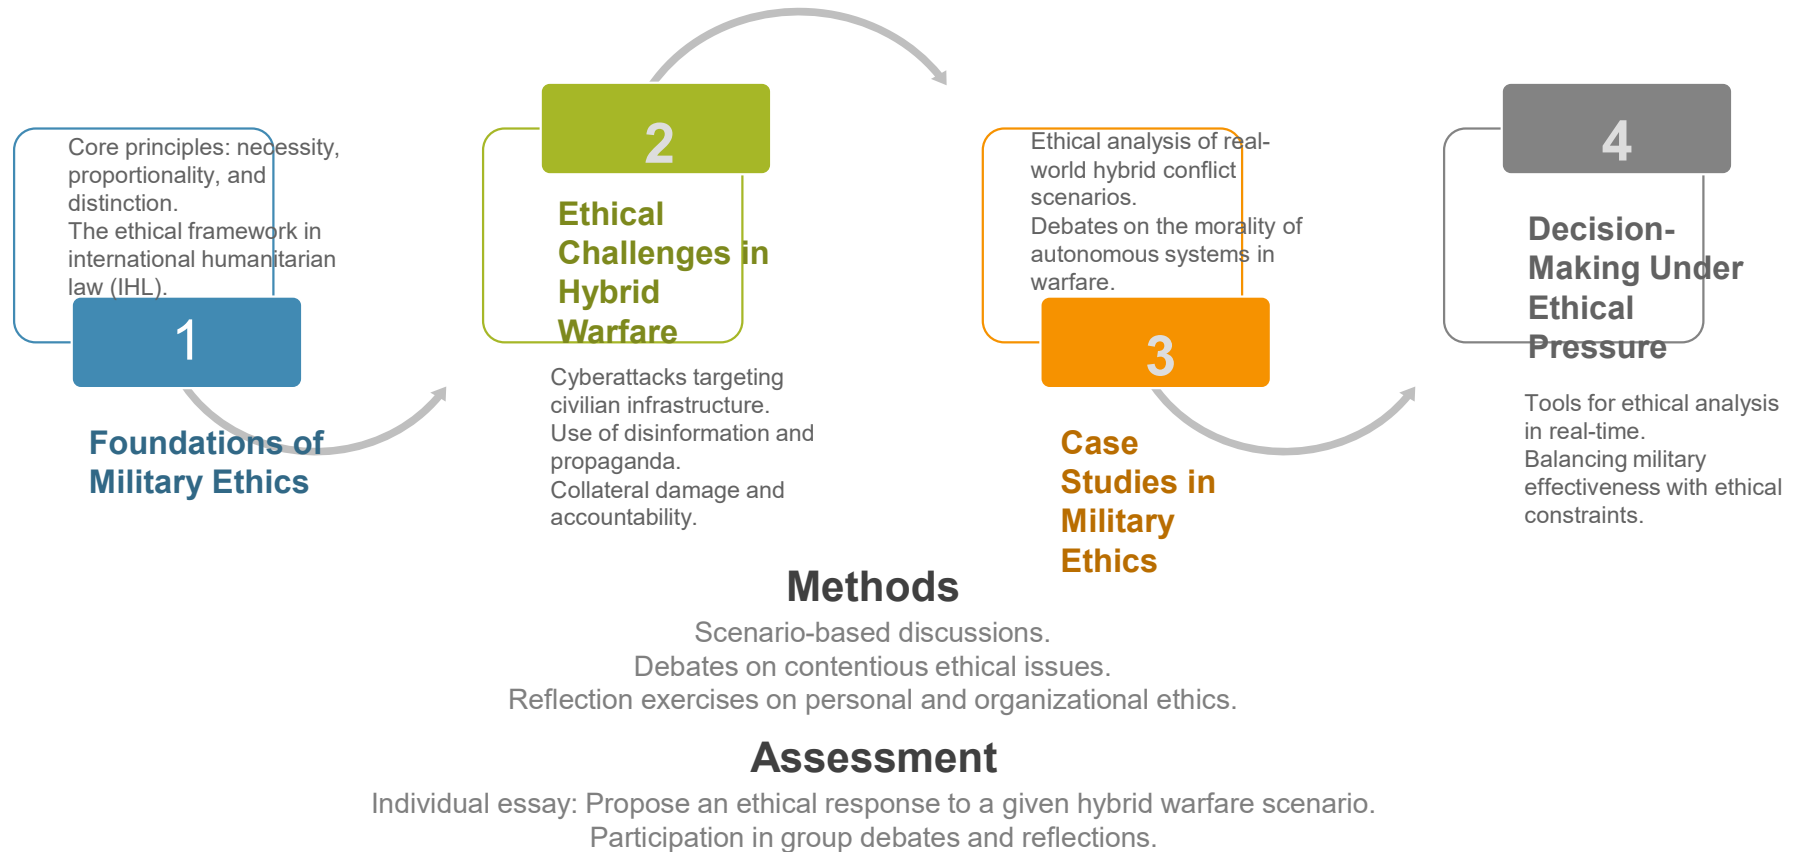 Core principles: necessity,
proportionality, and
distinction.
The ethical framework in
international humanitarian
law (IHL).
1
Foundations of
Military Ethics
2
Ethical
Challenges in
Hybrid
Warfare
Cyberattacks targeting
civilian infrastructure.
Use of disinformation and
propaganda.
Collateral damage and
accountability.
Ethical analysis of real-
world hybrid conflict
scenarios.
Debates on the morality of
autonomous systems in
warfare.
3
Case
Studies in
Military
Ethics
4
Decision-
Making Under
Ethical
Pressure
Tools for ethical analysis
in real-time.
Balancing military
effectiveness with ethical
constraints.
Methods
Scenario-based discussions.
Debates on contentious ethical issues.
Reflection exercises on personal and organizational ethics.
Assessment
Individual essay: Propose an ethical response to a given hybrid warfare scenario.
Participation in group debates and reflections.